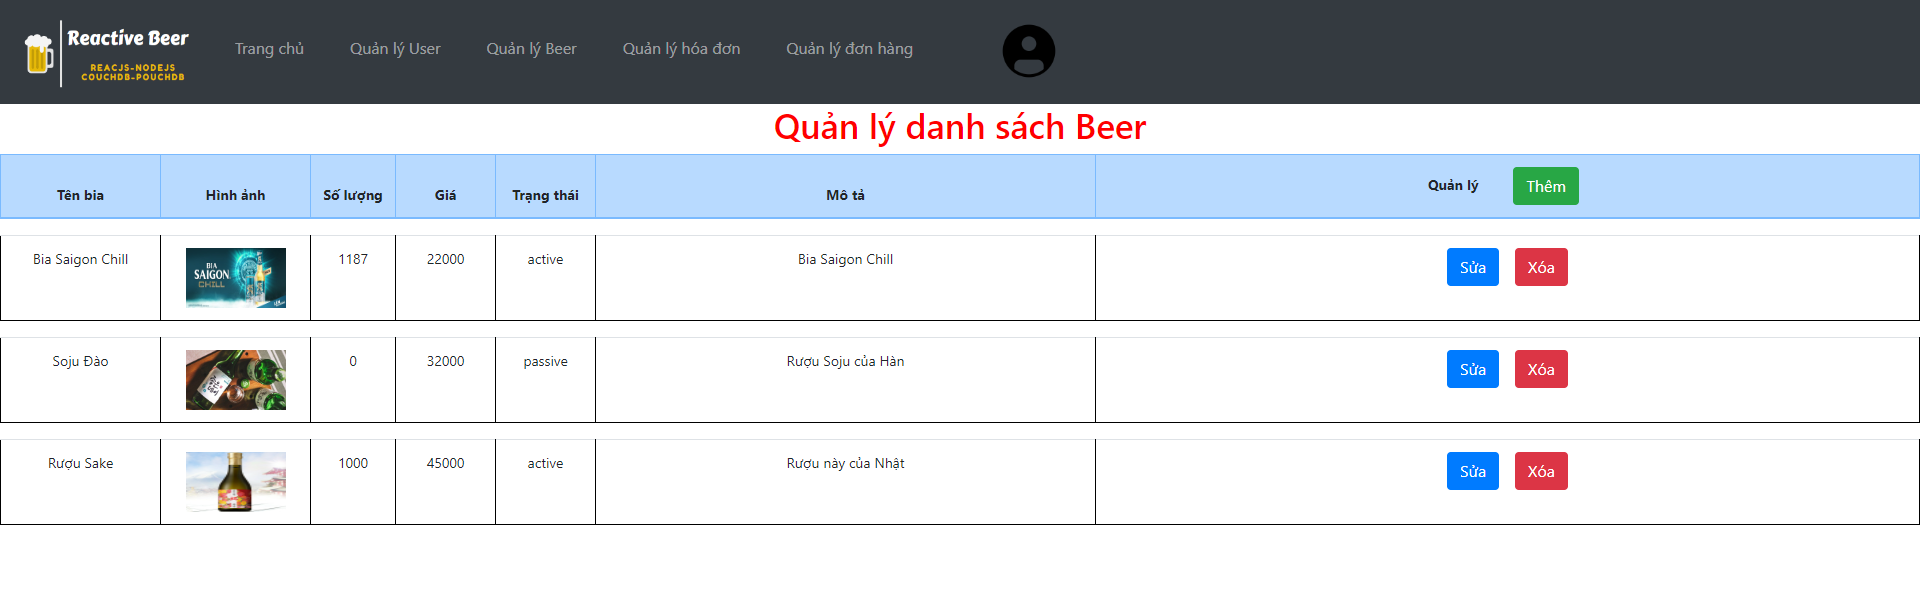 Reactive Beer
REACJS-NODEJS
COUCHDB-POUCHDB
Trang chủ
Quản lý User
Quản lý Beer
Quản lý hóa đơn
Quản lý đơn hàng
Quản lý danh sách Beer
Tên bia
Hình ảnh
Số lượng
Giá
Trạng thái
Mô tả
Quản lý
Thêm
Bia Saigon Chill
BIA
SAIGON
CHILL
1187
22000
active
Bia Saigon Chill
Sửa
Xóa
Soju Đào
0
32000
passive
Rượu Soju của Hàn
Sửa
Xóa
Rượu Sake
1000
45000
active
Rượu này của Nhật
Sửa
Xóa